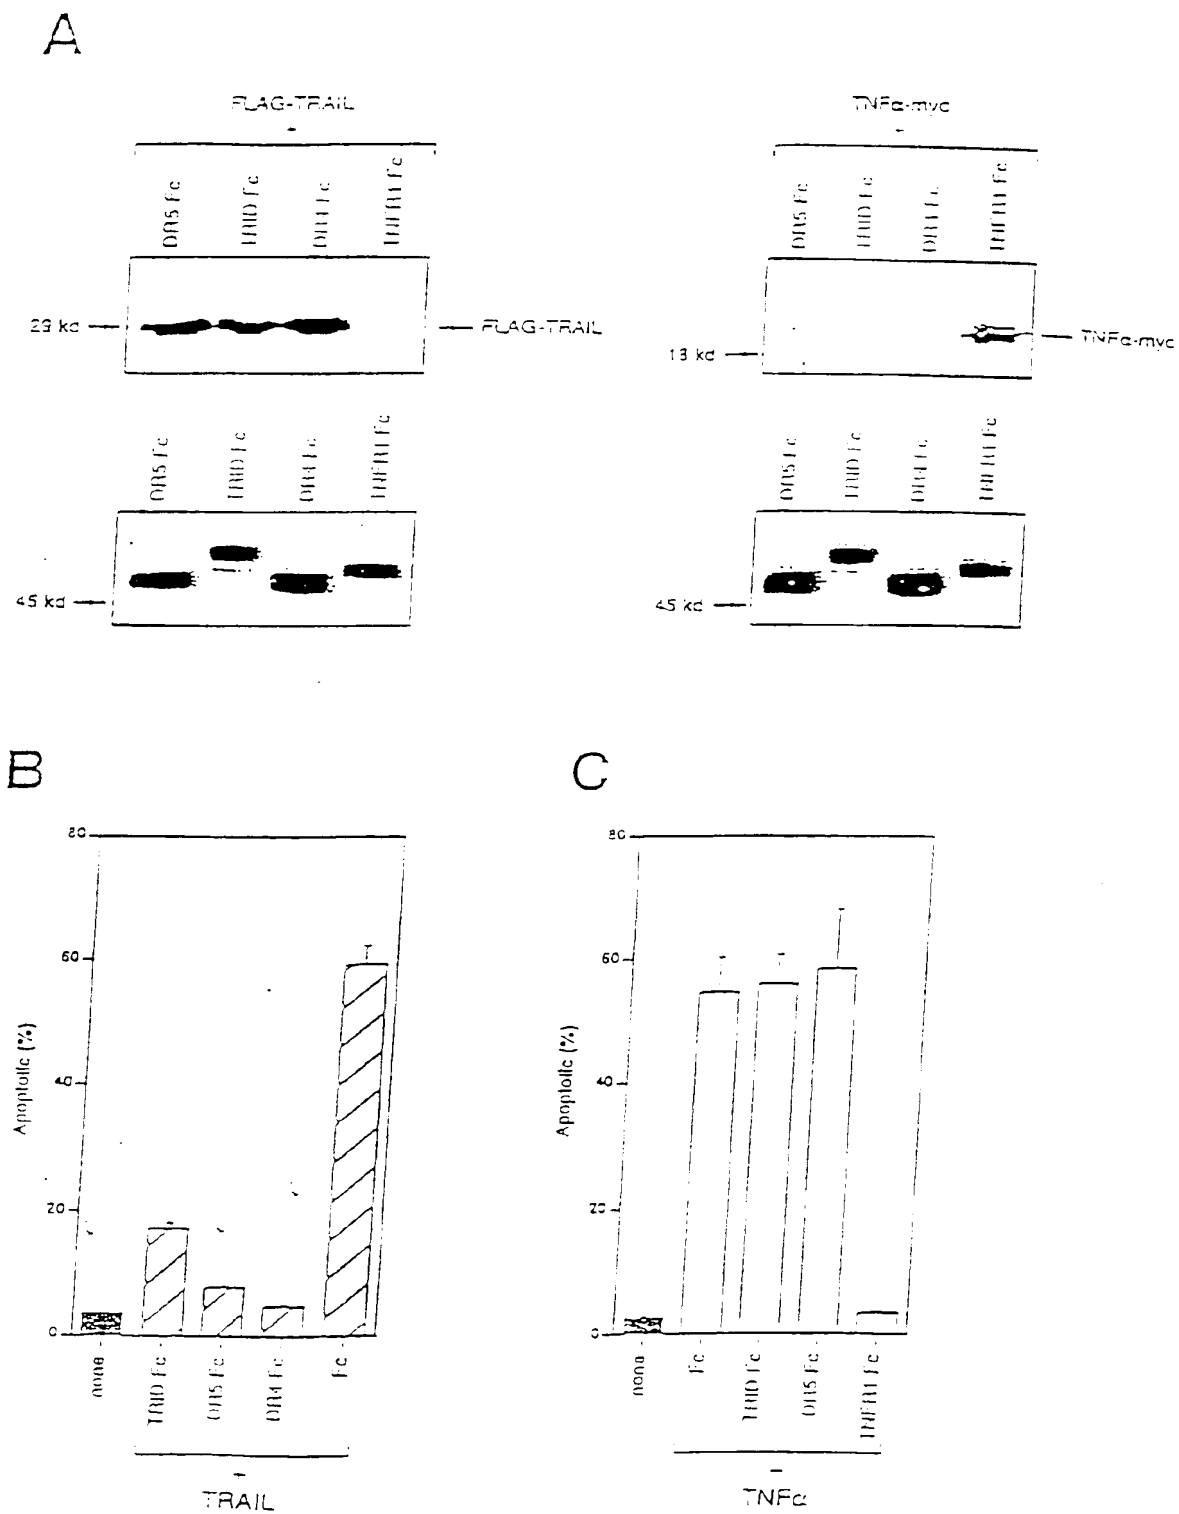 A
FLAG-TRAIL
+
DR5 Fc TRID Fc DR4 Fc TNFR1 Fc
29 kd FLAG-TRAIL
DR5 Fc TRID Fc DR4 Fc TNFR1 Fc
45 kd
TNFα-myc
+
DR5 Fc TRID Fc DR4 Fc TNFR1 Fc
18 kd TNFα-myc
DR5 Fc TRID Fc DR4 Fc TNFR1 Fc
45 kd
B
Apoptotic (%)
80
60
40
20
0
none TRID Fc DR5 Fc DR4 Fc Fc
+
TRAIL
C
Apoptotic (%)
80
60
40
20
0
none Fc TRID Fc DR5 Fc TNFR1 Fc
TNFα